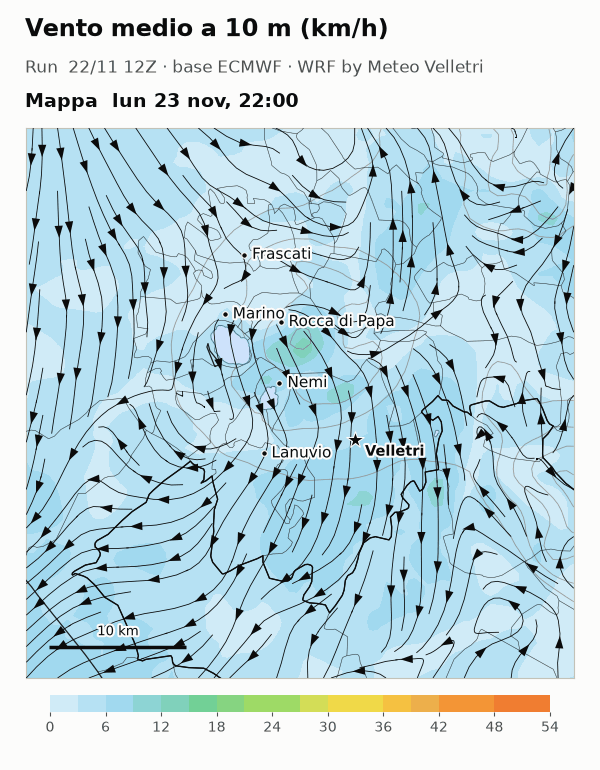 Vento medio a 10 m (km/h)
Run  22/11 12Z · base ECMWF · WRF by Meteo Velletri
Mappa  lun 23 nov, 22:00
Frascati
Marino
Rocca di Papa
Nemi
Velletri
Lanuvio
10 km
0 6 12 18 24 30 36 42 48 54